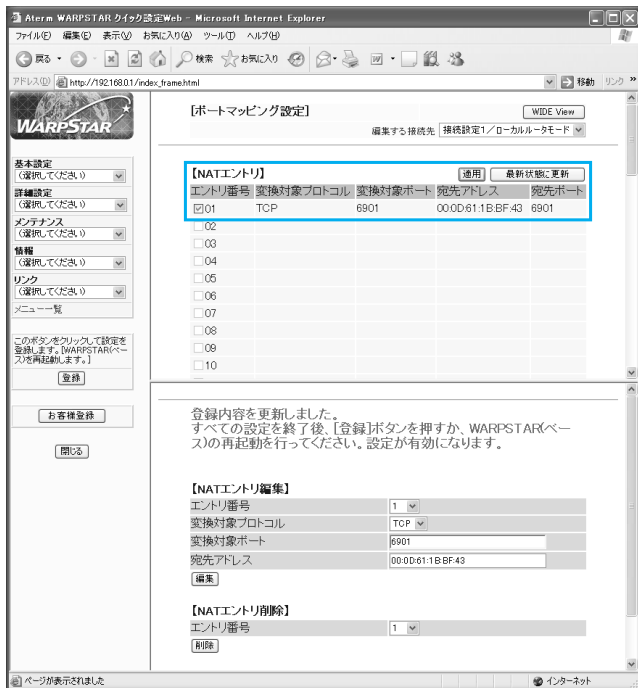 Aterm WARPSTAR クイック設定Web - Microsoft Internet Explorer
ファイル(F) 編集(E) 表示(V) お気に入り(A) ツール(T) ヘルプ(H)
戻る 検索 お気に入り
アドレス(D) http://192.168.0.1/index_frame.html 移動 リンク »
WARPSTAR
基本設定
(選択してください)
詳細設定
(選択してください)
メンテナンス
(選択してください)
情報
(選択してください)
リンク
(選択してください)
メニュー一覧
このボタンをクリックして設定を
登録します。[WARPSTAR(ベー
ス)を再起動します。]
登録
お客様登録
閉じる
[ポートマッピング設定]
WIDE View
編集する接続先 接続設定1/ローカルルータモード
【NATエントリ】 適用 最新状態に更新
エントリ番号 変換対象プロトコル 変換対象ポート 宛先アドレス 宛先ポート
01 TCP 6901 00:0D:61:1B:BF:43 6901
02
03
04
05
06
07
08
09
10
登録内容を更新しました。
すべての設定を終了後、[登録]ボタンを押すか、WARPSTAR(ベー
ス)の再起動を行ってください。設定が有効になります。
【NATエントリ編集】
エントリ番号 1
変換対象プロトコル TCP
変換対象ポート 6901
宛先アドレス 00:0D:61:1B:BF:43
編集
【NATエントリ削除】
エントリ番号 1
削除
ページが表示されました インターネット